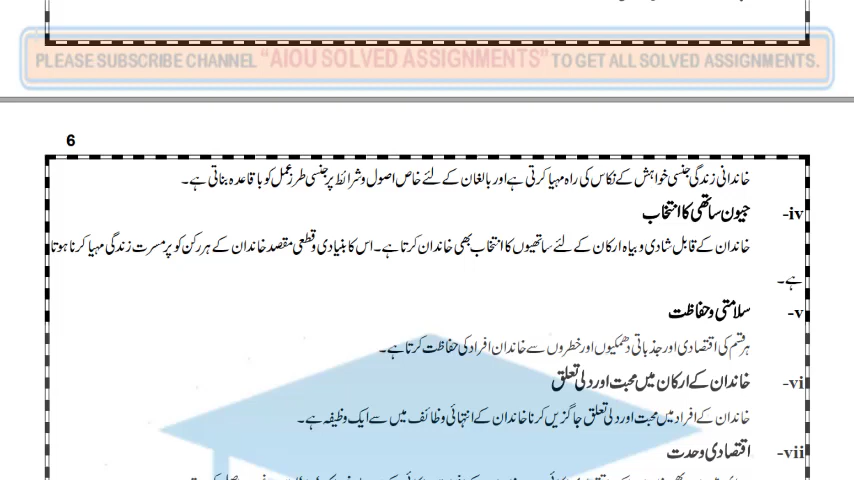 PLEASE SUBSCRIBE CHANNEL "AIOU SOLVED ASSIGNMENTS" TO GET ALL SOLVED ASSIGNMENTS.
6
خاندانی زندگی جنسی خواہش کے نکاس کی راہ مہیا کرتی ہے اور بالغان کے لئے خاص اصول و شرائط پر جنسی طرز عمل کو باقاعدہ بناتی ہے۔
iv- جیون ساتھی کا انتخاب
خاندان کے قابل شادی و بیاہ ارکان کے لئے ساتھیوں کا انتخاب بھی خاندان کرتا ہے۔ اس کا بنیادی و قطعی مقصد خاندان کے ہر رکن کو پر مسرت زندگی مہیا کرنا ہوتا
ہے۔
v- سلامتی و حفاظت
ہر قسم کی اقتصادی اور جذباتی دھمکیوں اور خطروں سے خاندان افراد کی حفاظت کرتا ہے۔
vi- خاندان کے ارکان میں محبت اور دلی تعلق
خاندان کے افراد میں محبت اور دلی تعلق جاگزیں کرنا خاندان کے انتہائی وظائف میں سے ایک وظیفہ ہے۔
vii- اقتصادی وحدت